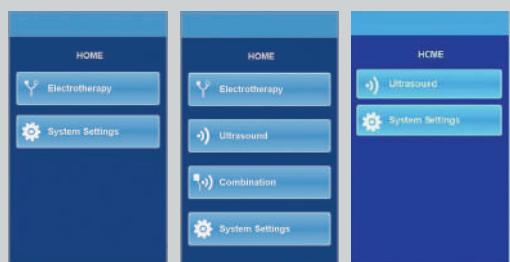 HOME
Electrotherapy
System Settings
HOME
Electrotherapy
Ultrasound
Combination
System Settings
HOME
Ultrasound
System Settings